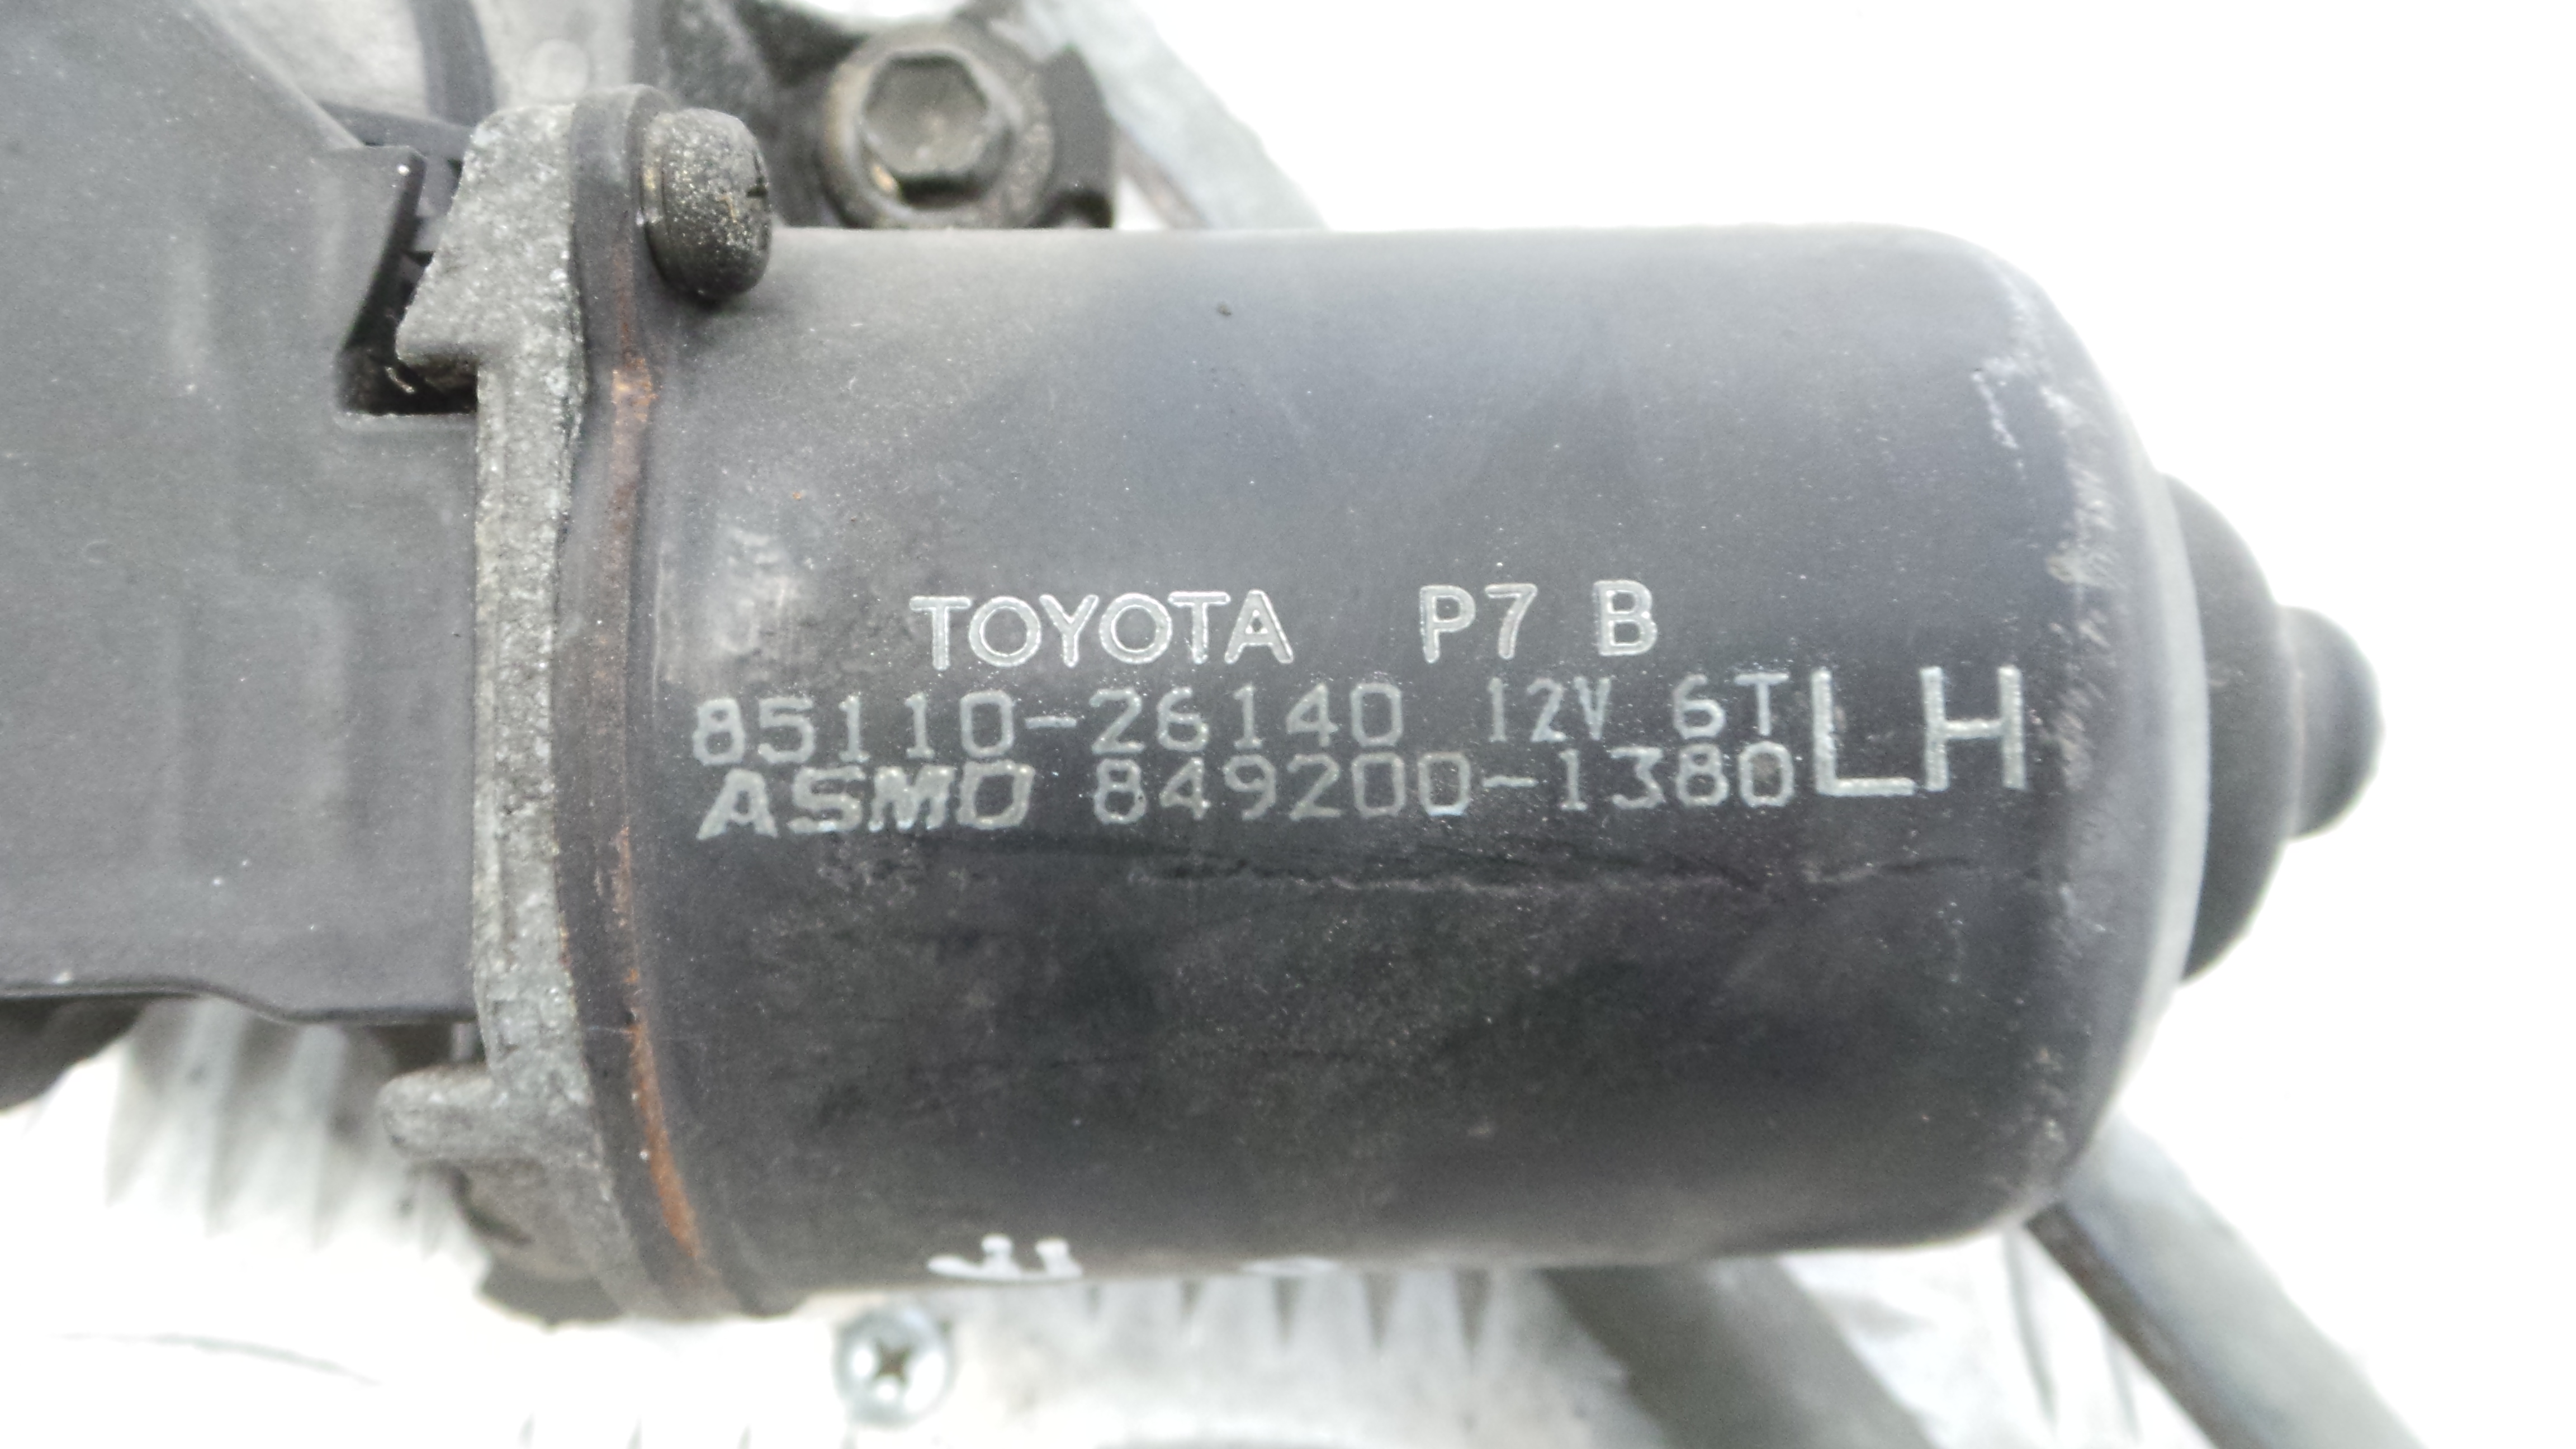 TOYOTA P7 B
85110-26140 12V 6T LH
ASMO 849200-1380